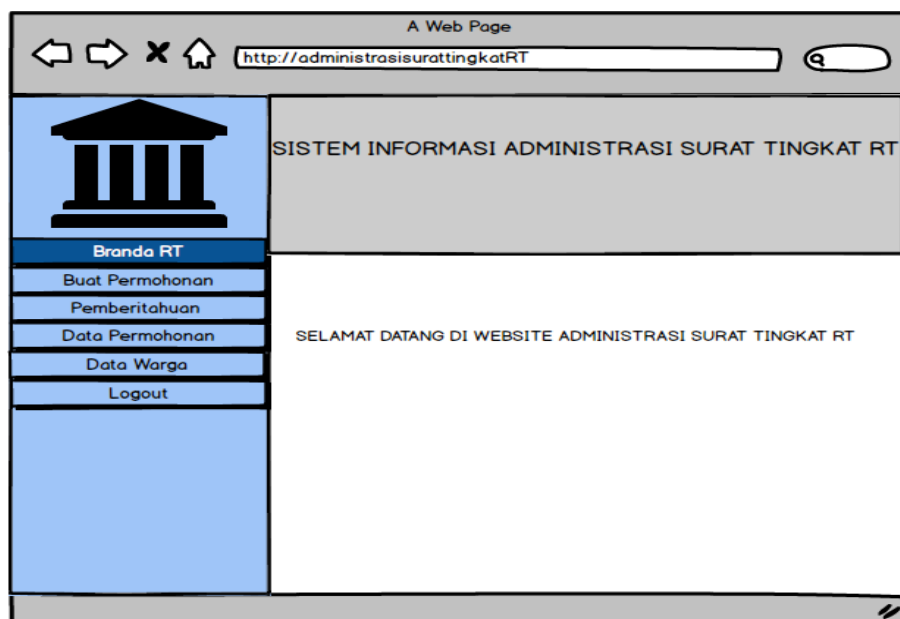 A Web Page
http://administrasisurattingkatRT
SISTEM INFORMASI ADMINISTRASI SURAT TINGKAT RT
Branda RT
Buat Permohonan
Pemberitahuan
Data Permohonan
Data Warga
Logout
SELAMAT DATANG DI WEBSITE ADMINISTRASI SURAT TINGKAT RT